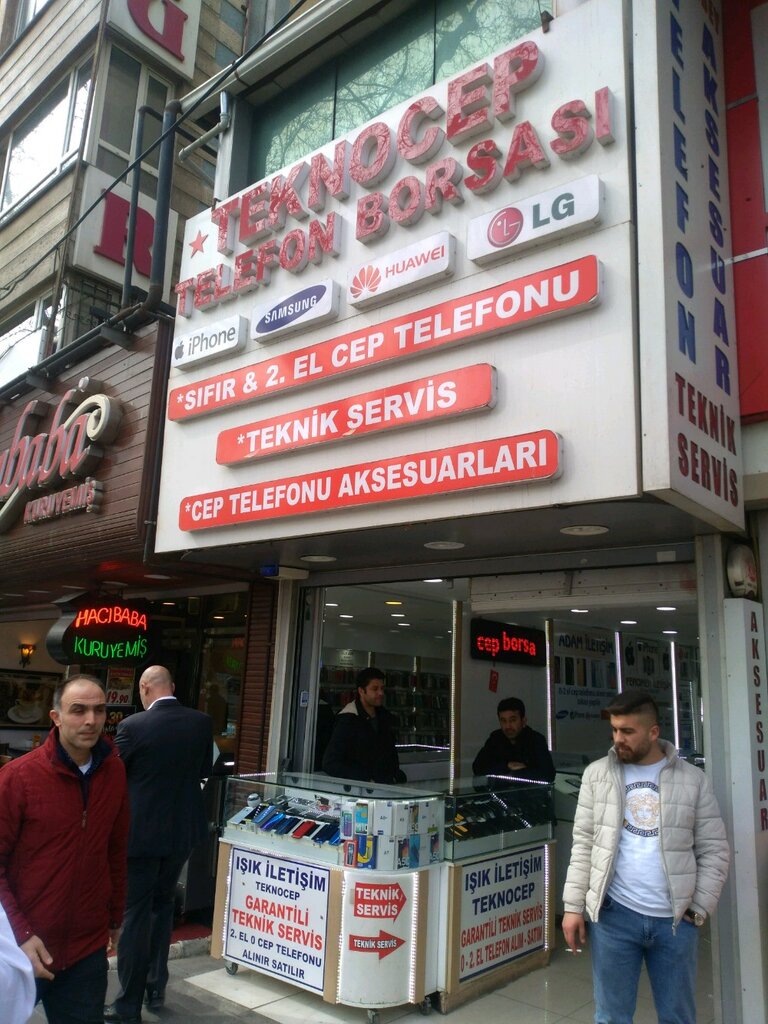 TEKNOCEP
TELEFON BORSASI
iPhone
SAMSUNG
HUAWEI
LG
*SIFIR & 2. EL CEP TELEFONU
*TEKNİK SERVİS
*CEP TELEFONU AKSESUARLARI
TELEFON
AKSESUAR
TEKNİK
SERVİS
KURUYEMİŞ
HACIBABA
KURUYEMİŞ
19.90
cep borsa
ADAM İLETİŞİM
iPhone
IŞIK İLETİŞİM
TEKNOCEP
GARANTİLİ
TEKNİK SERVİS
2. EL 0 CEP TELEFONU
ALINIR SATILIR
TEKNİK
SERVİS
TEKNİK SERVİS
IŞIK İLETİŞİM
TEKNOCEP
GARANTİLİ TEKNİK SERVİS
0 - 2. EL TELEFON ALIM - SATIM
AKSESUAR